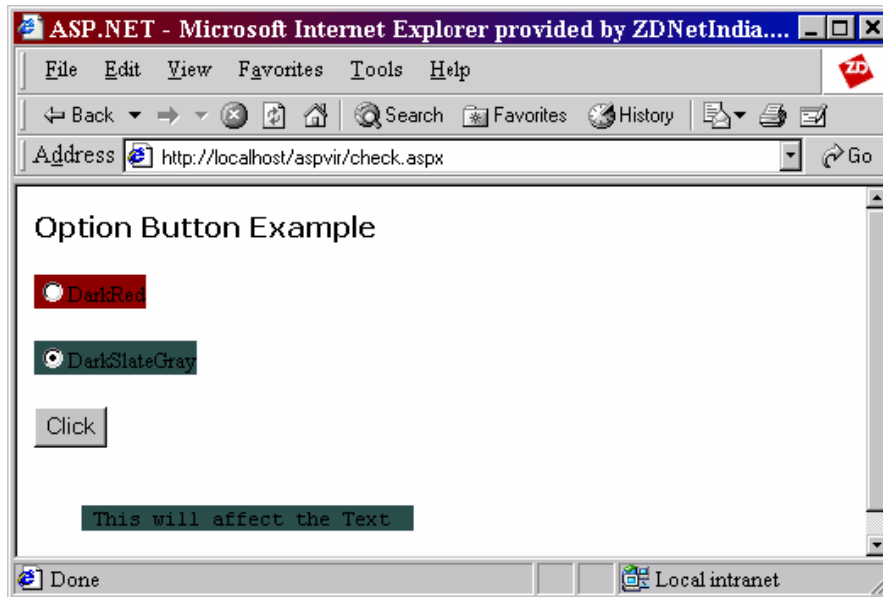 ASP.NET - Microsoft Internet Explorer provided by ZDNetIndia....
File Edit View Favorites Tools Help
ZD
Back Search Favorites History
Address http://localhost/aspvir/check.aspx Go
Option Button Example
DarkRed
DarkSlateGray
Click
This will affect the Text
Done Local intranet